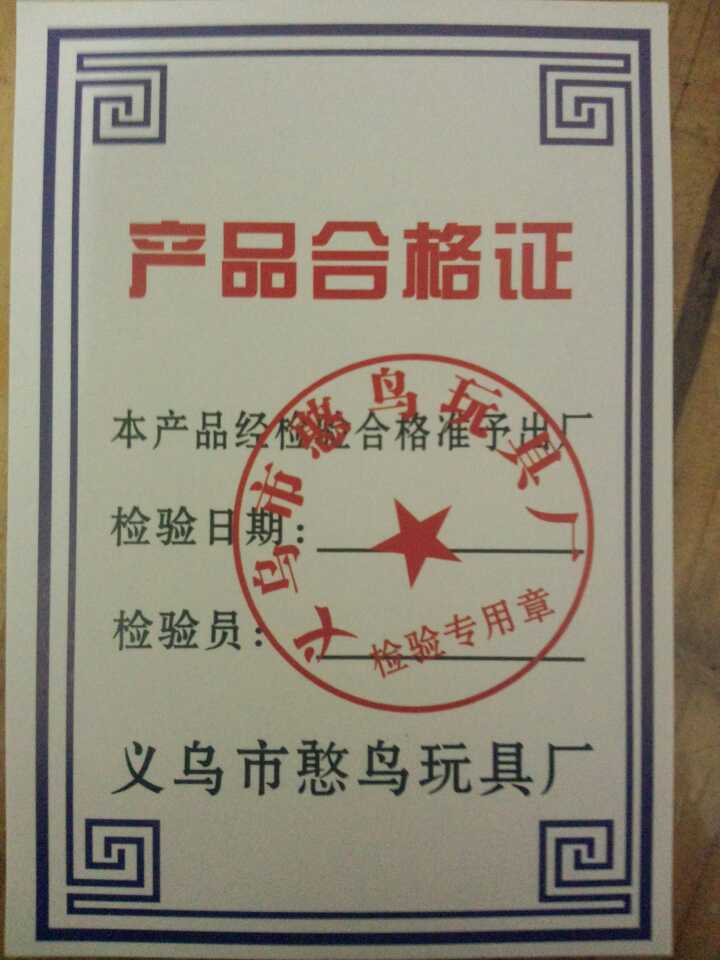 产品合格证
本产品经检验合格准予出厂
检验日期:
检验员:
义乌市憨鸟玩具厂
检验专用章
义乌市憨鸟玩具厂